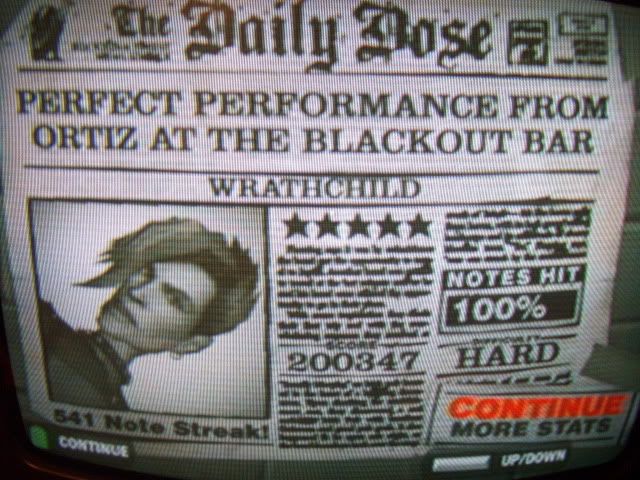 The Daily Dose
PERFECT PERFORMANCE FROM
ORTIZ AT THE BLACKOUT BAR
WRATHCHILD
NOTES HIT
100%
SCORE
200347
HARD
541 Note Streak!
CONTINUE
MORE STATS
CONTINUE
UP/DOWN